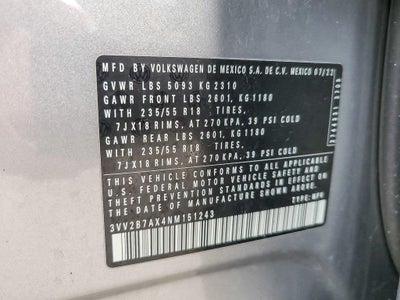 MFD BY VOLKSWAGEN DE MEXICO S.A. DE C.V. MEXICO 07/22
GVWR LBS 5093 KG 2310
GAWR FRONT LBS 2601, KG 1180
WITH 235/55 R18 TIRES,
7JX18 RIMS, AT 270 KPA, 39 PSI COLD
GAWR REAR LBS 2601, KG 1180
WITH 235/55 R18 TIRES,
7JX18 RIMS, AT 270 KPA, 39 PSI COLD
THIS VEHICLE CONFORMS TO ALL APPLICABLE
U.S. FEDERAL MOTOR VEHICLE SAFETY
STANDARDS IN EFFECT ON THE DATE OF
MANUFACTURE SHOWN ABOVE.
3VV2B7AX4NM151243 TYPE: MPV